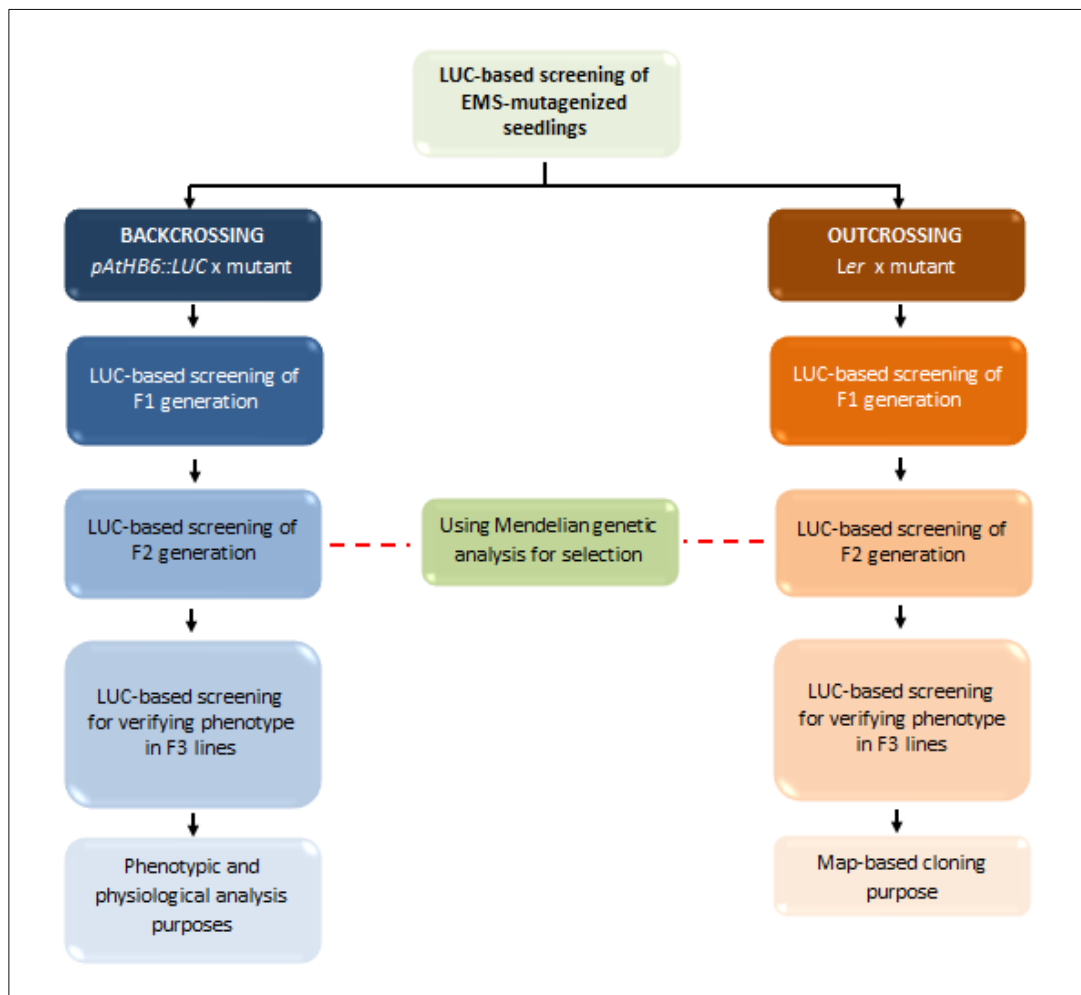 LUC-based screening of
EMS-mutagenized
seedlings
BACKCROSSING
pAtHB6::LUC x mutant
OUTCROSSING
Ler x mutant
LUC-based screening of
F1 generation
LUC-based screening of
F1 generation
LUC-based screening of
F2 generation
Using Mendelian genetic
analysis for selection
LUC-based screening of
F2 generation
LUC-based screening
for verifying phenotype
in F3 lines
LUC-based screening
for verifying phenotype
in F3 lines
Phenotypic and
physiological analysis
purposes
Map-based cloning
purpose